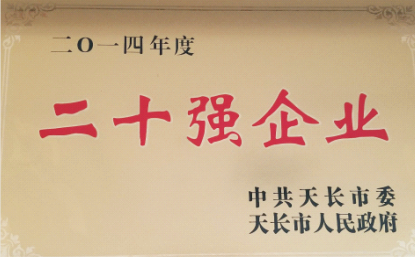 二〇一四年度
二十强企业
中共天长市委
天长市人民政府